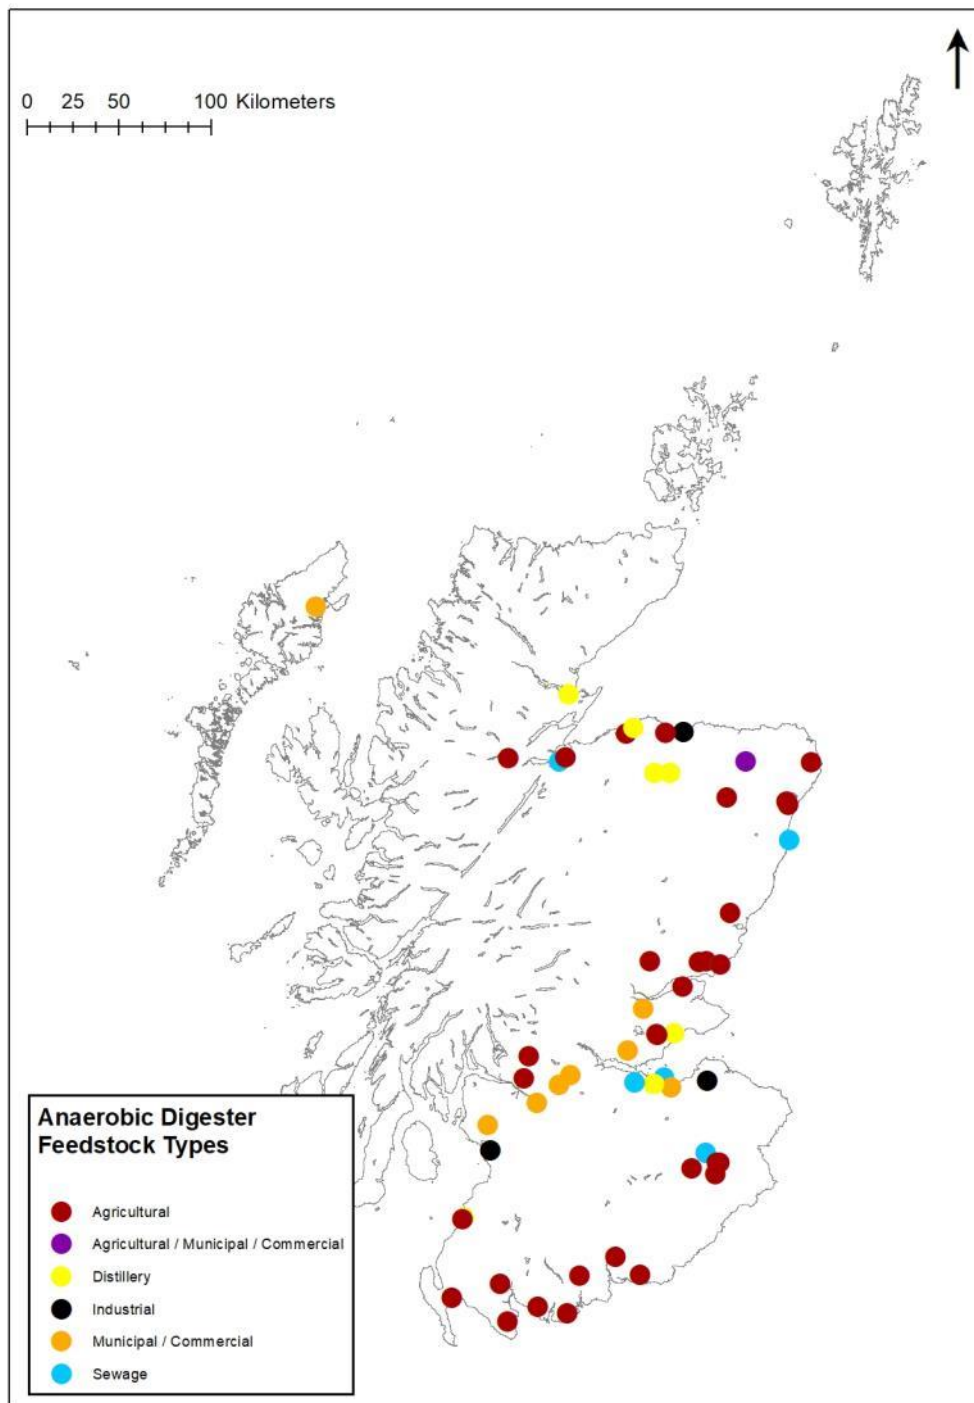 0 25 50 100 Kilometers
Anaerobic Digester
Feedstock Types
Agricultural
Agricultural / Municipal / Commercial
Distillery
Industrial
Municipal / Commercial
Sewage